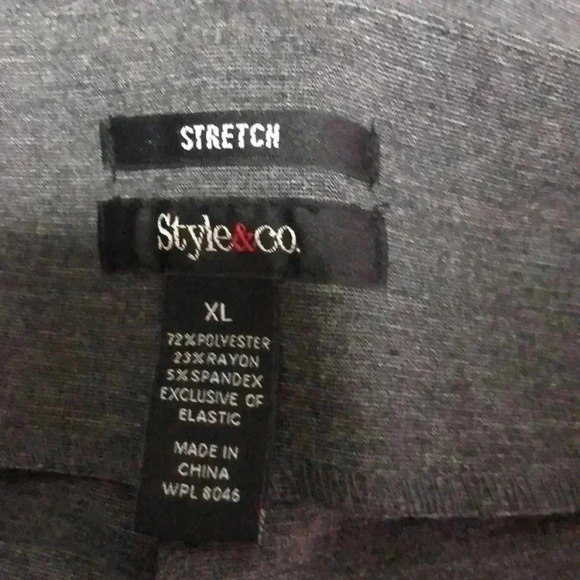 STRETCH
Style&co.
XL
72%POLYESTER
23%RAYON
5%SPANDEX
EXCLUSIVE OF
ELASTIC
MADE IN
CHINA
WPL 8046